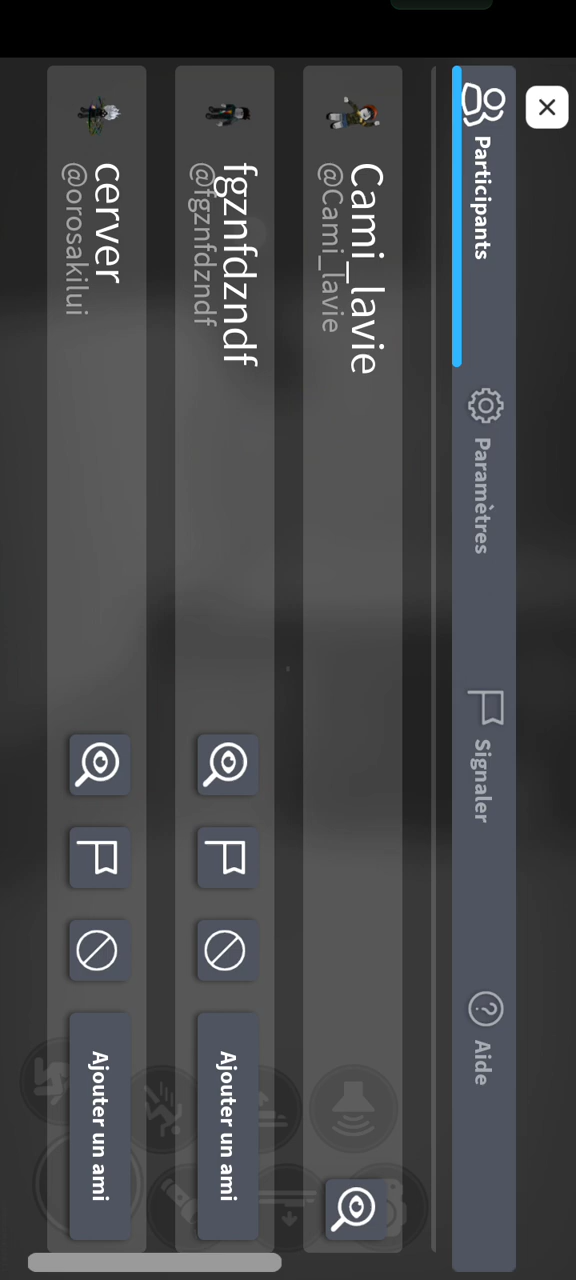 Participants
Paramètres
Signaler
Aide
Cami_lavie
@Cami_lavie
fgznfdzndf
@fgznfdzndf
Ajouter un ami
cerver
@orosakilui
Ajouter un ami